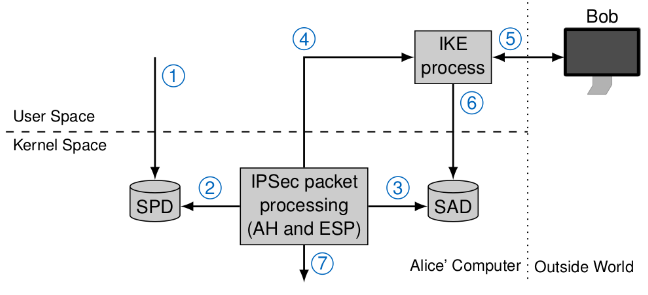 Bob
④
⑤
IKE
process
①
⑥
User Space
Kernel Space
②
IPSec packet
processing
(AH and ESP)
③
SPD
SAD
⑦
Alice' Computer
Outside World